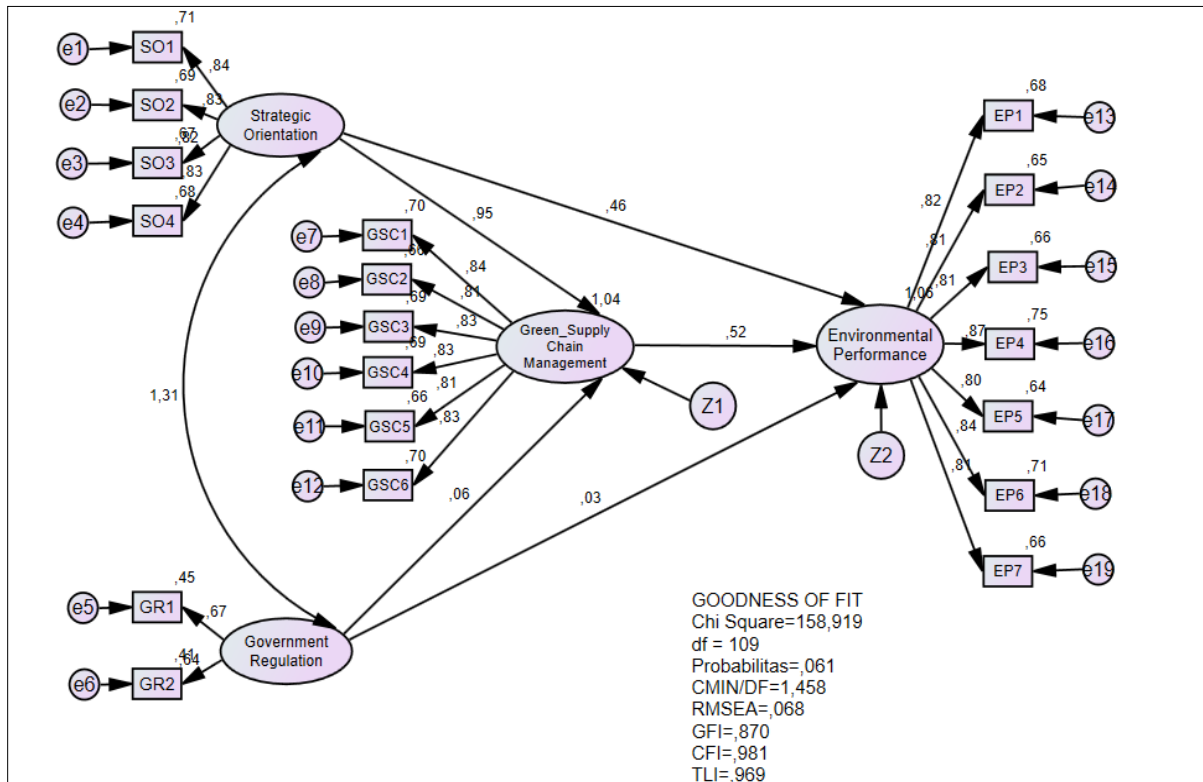 ,71
e1
SO1
,84
,69
e2
SO2
,83
Strategic
Orientation
,67
e3
SO3
,82
,83
,68
e4
SO4
,70
e7
GSC1
,84
,66
e8
GSC2
,81
,69
e9
GSC3
,83
,69
e10
GSC4
,83
,66
e11
GSC5
,81
,70
e12
GSC6
,83
,95
,46
1,04
Green_Supply
Chain
Management
,52
Z1
1,06
Environmental
Performance
Z2
,68
EP1
e13
,82
,65
EP2
e14
,81
,66
EP3
e15
,81
,75
EP4
e16
,87
,64
EP5
e17
,80
,71
EP6
e18
,84
,66
EP7
e19
,81
1,31
,06
,03
,45
e5
GR1
,67
Government
Regulation
,41
e6
GR2
,64
GOODNESS OF FIT
Chi Square=158,919
df = 109
Probabilitas=,061
CMIN/DF=1,458
RMSEA=,068
GFI=,870
CFI=,981
TLI=,969